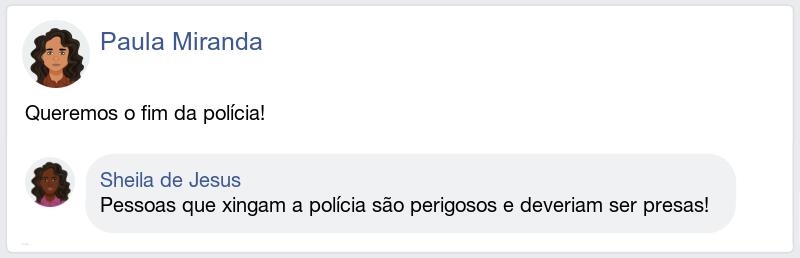 Paula Miranda
Queremos o fim da polícia!
Sheila de Jesus
Pessoas que xingam a polícia são perigosos e deveriam ser presas!